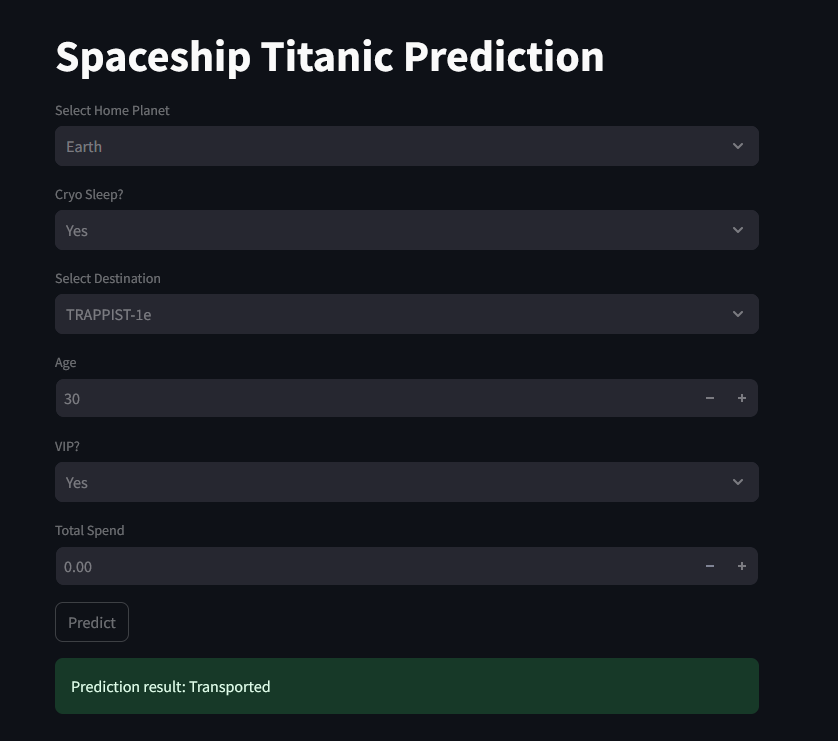 Spaceship Titanic Prediction
Select Home Planet
Earth
Cryo Sleep?
Yes
Select Destination
TRAPPIST-1e
Age
30
VIP?
Yes
Total Spend
0.00
Predict
Prediction result: Transported